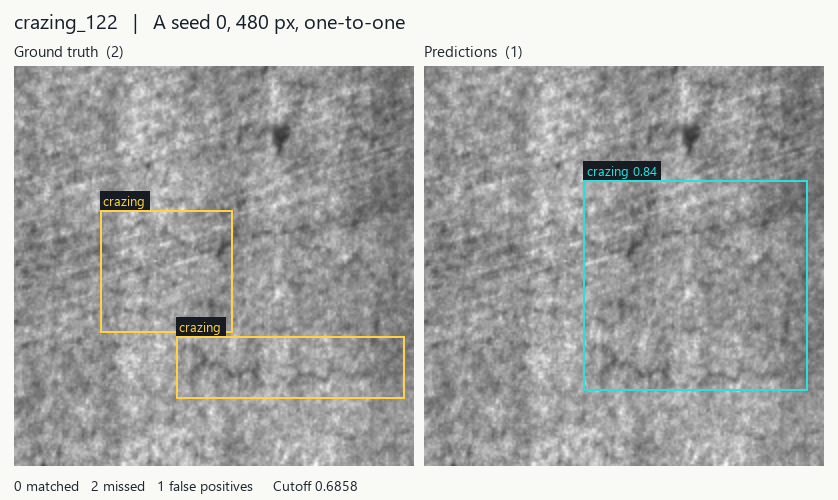 crazing_122 | A seed 0, 480 px, one-to-one
Ground truth (2)
Predictions (1)
crazing 0.84
crazing
crazing
0 matched 2 missed 1 false positives Cutoff 0.6858